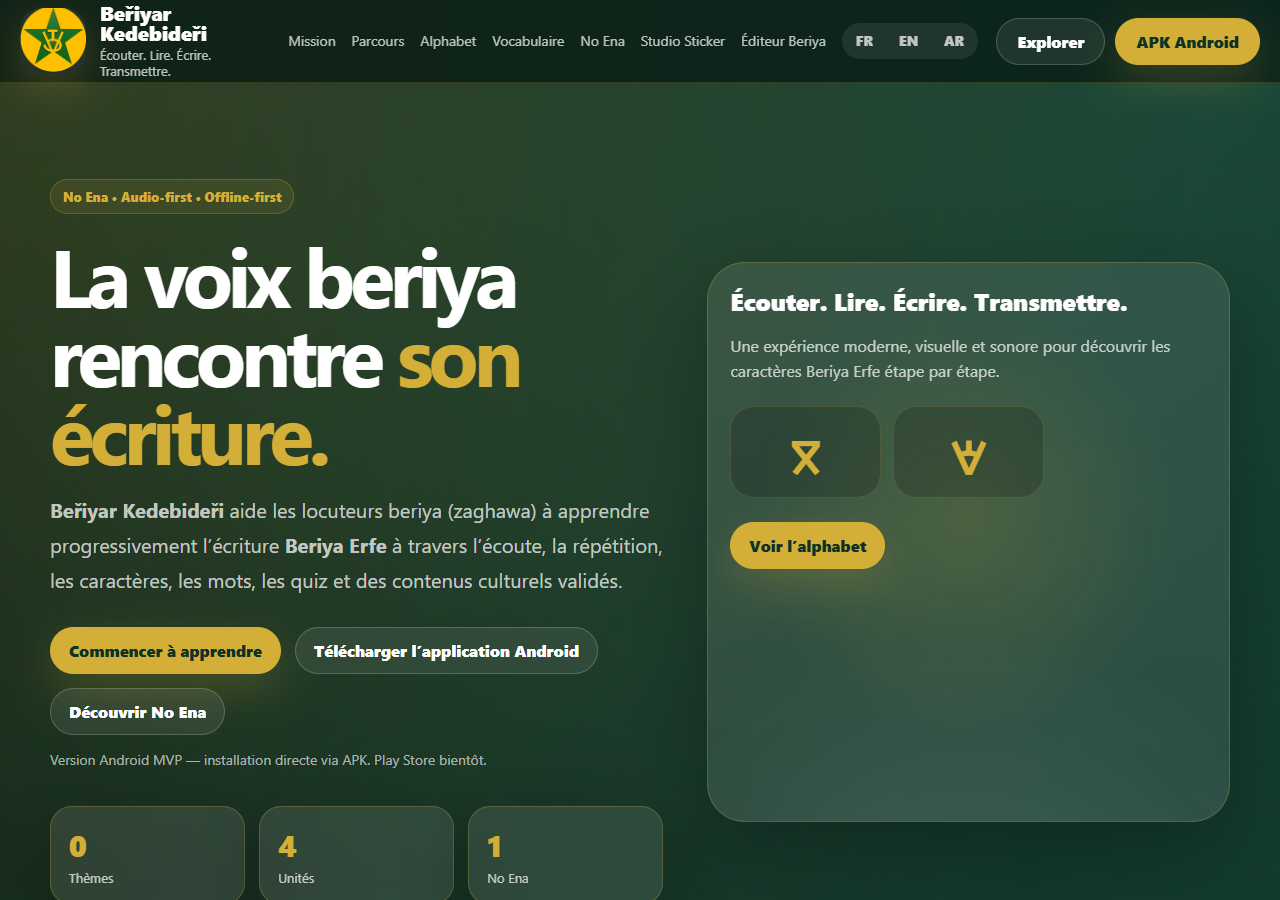 Beřiyar
Kedebideři
Écouter. Lire. Écrire.
Transmettre.
Mission Parcours Alphabet Vocabulaire No Ena Studio Sticker Éditeur Beriya FR EN AR Explorer APK Android
No Ena • Audio-first • Offline-first
La voix beriya
rencontre son
écriture.
Beřiyar Kedebideři aide les locuteurs beriya (zaghawa) à apprendre
progressivement l’écriture Beriya Erfe à travers l’écoute, la répétition,
les caractères, les mots, les quiz et des contenus culturels validés.
Commencer à apprendre Télécharger l’application Android
Découvrir No Ena
Version Android MVP — installation directe via APK. Play Store bientôt.
0 4 1
Thèmes Unités No Ena
Écouter. Lire. Écrire. Transmettre.
Une expérience moderne, visuelle et sonore pour découvrir les
caractères Beriya Erfe étape par étape.
Voir l’alphabet